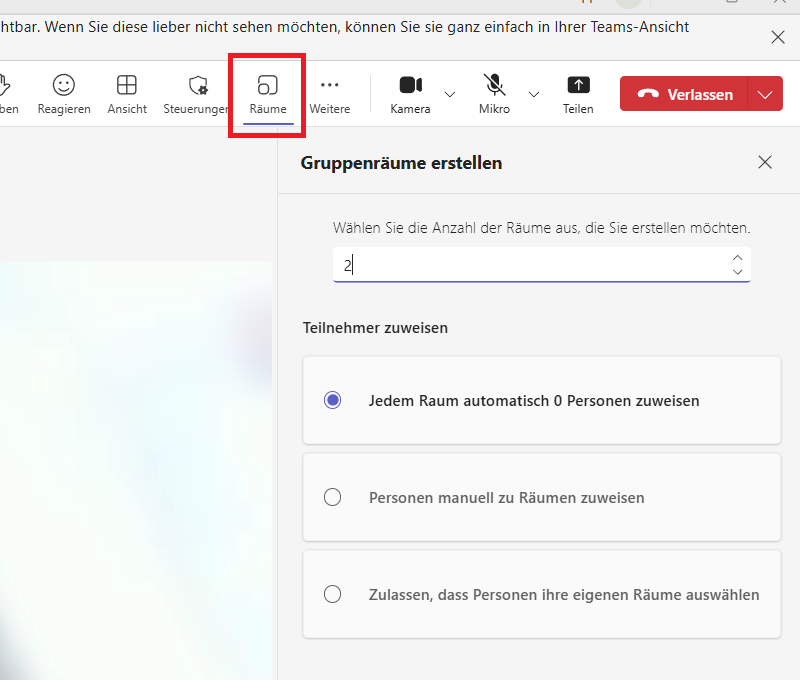 htbar. Wenn Sie diese lieber nicht sehen möchten, können Sie sie ganz einfach in Ihrer Teams-Ansicht
ben Reagieren Ansicht Steuerungen Räume Weitere Kamera Mikro Teilen Verlassen
Gruppenräume erstellen
Wählen Sie die Anzahl der Räume aus, die Sie erstellen möchten.
2
Teilnehmer zuweisen
Jedem Raum automatisch 0 Personen zuweisen
Personen manuell zu Räumen zuweisen
Zulassen, dass Personen ihre eigenen Räume auswählen